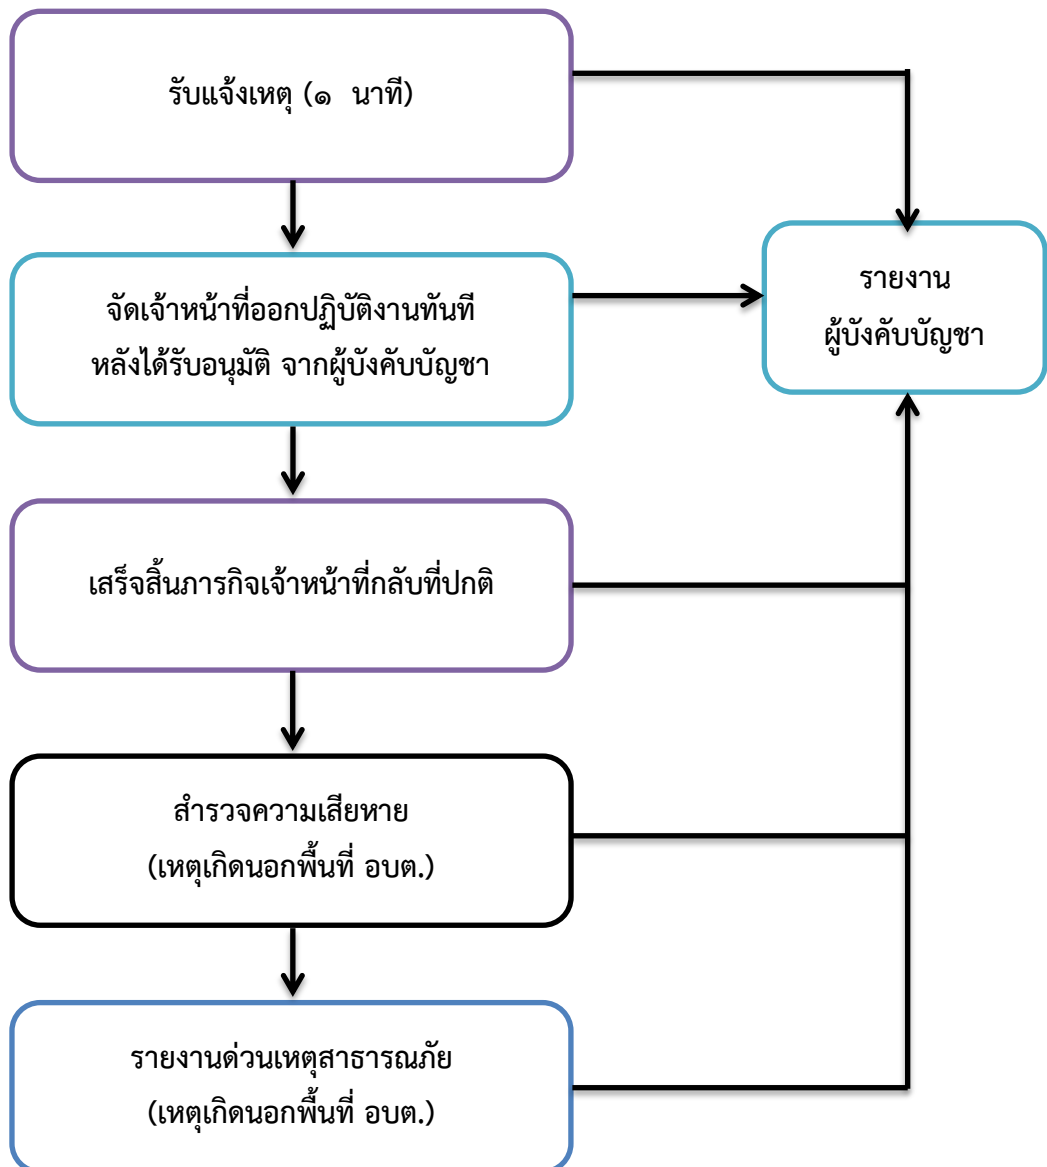 รับแจ้งเหตุ (๑ นาที)
จัดเจ้าหน้าที่ออกปฏิบัติงานทันที
หลังได้รับอนุมัติ จากผู้บังคับบัญชา
รายงาน
ผู้บังคับบัญชา
เสร็จสิ้นภารกิจเจ้าหน้าที่กลับที่ปกติ
สำรวจความเสียหาย
(เหตุเกิดนอกพื้นที่ อบต.)
รายงานด่วนเหตุสาธารณภัย
(เหตุเกิดนอกพื้นที่ อบต.)